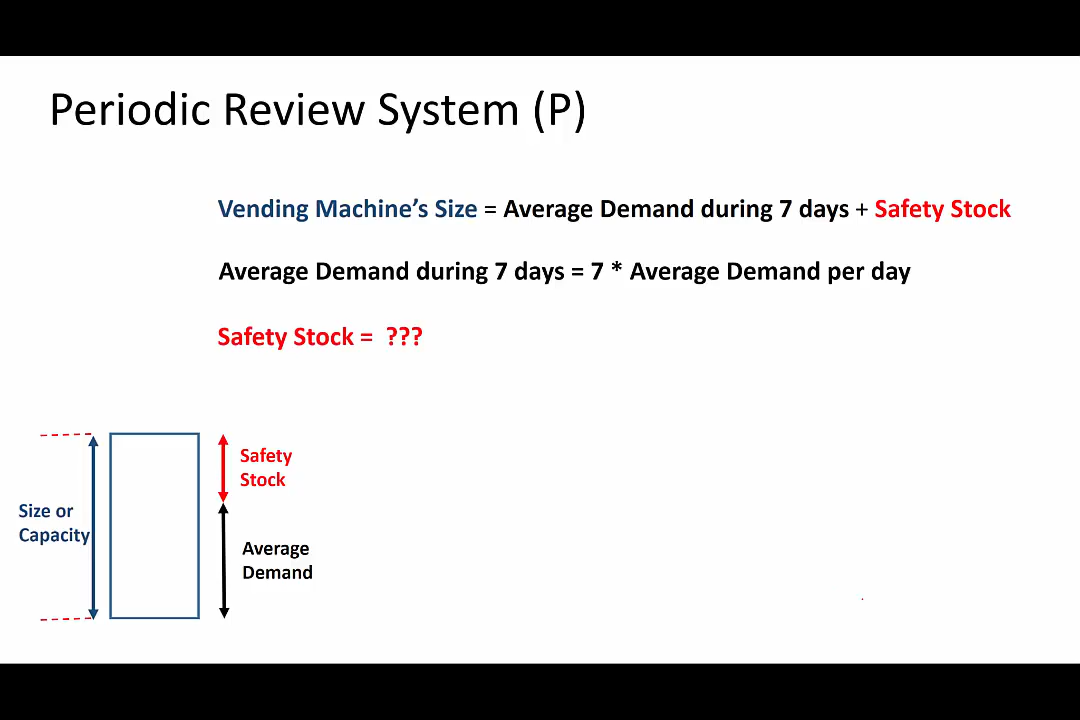 Periodic Review System (P)
Vending Machine’s Size = Average Demand during 7 days + Safety Stock
Average Demand during 7 days = 7 * Average Demand per day
Safety Stock = ???
Safety
Stock
Size or
Capacity
Average
Demand